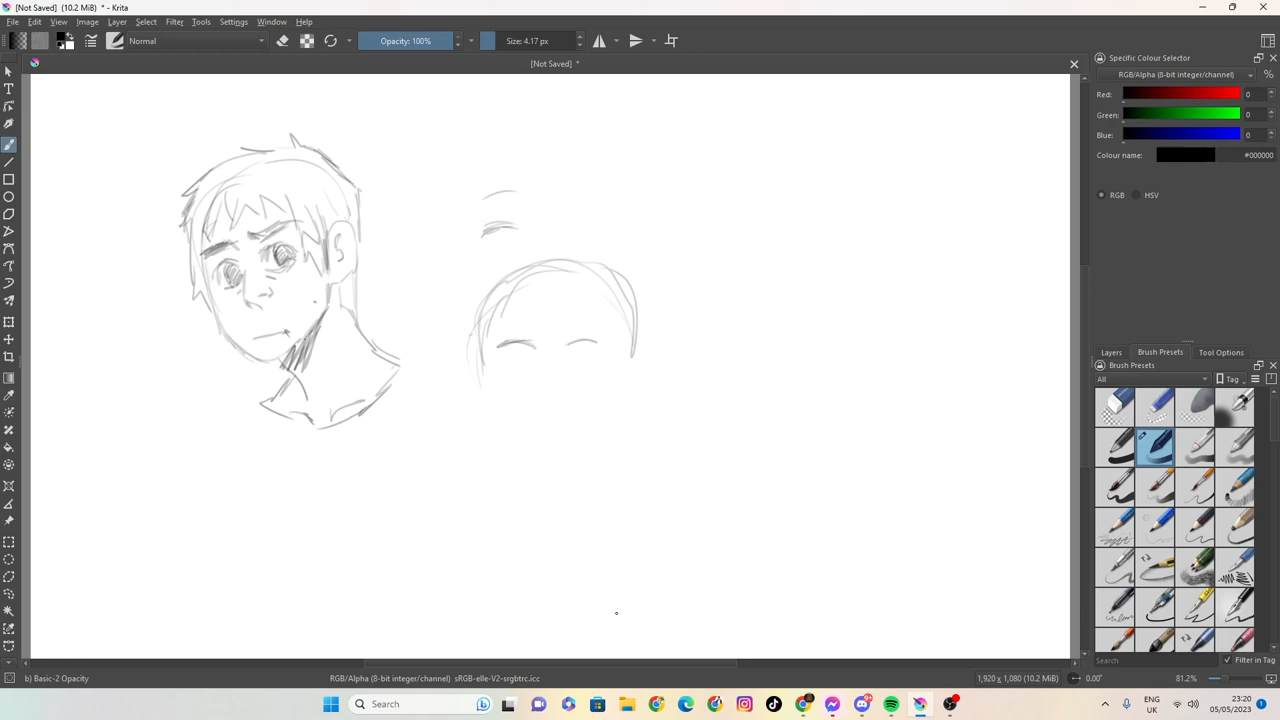 [Not Saved] (10.2 MiB) * - Krita
File Edit View Image Layer Select Filter Tools Settings Window Help
Normal
Opacity: 100%
Size: 4.17 px
[Not Saved] *
Specific Colour Selector
RGB/Alpha (8-bit integer/channel)
%
Red: 0
Green: 0
Blue: 0
Colour name: #000000
RGB HSV
Layers Brush Presets Tool Options
Brush Presets
All Tag
Search Filter in Tag
b) Basic-2 Opacity
RGB/Alpha (8-bit integer/channel) sRGB-elle-V2-srgbtrc.icc
1,920 x 1,080 (10.2 MiB)
0.00°
81.2%
Search
ENG
UK
23:20
05/05/2023